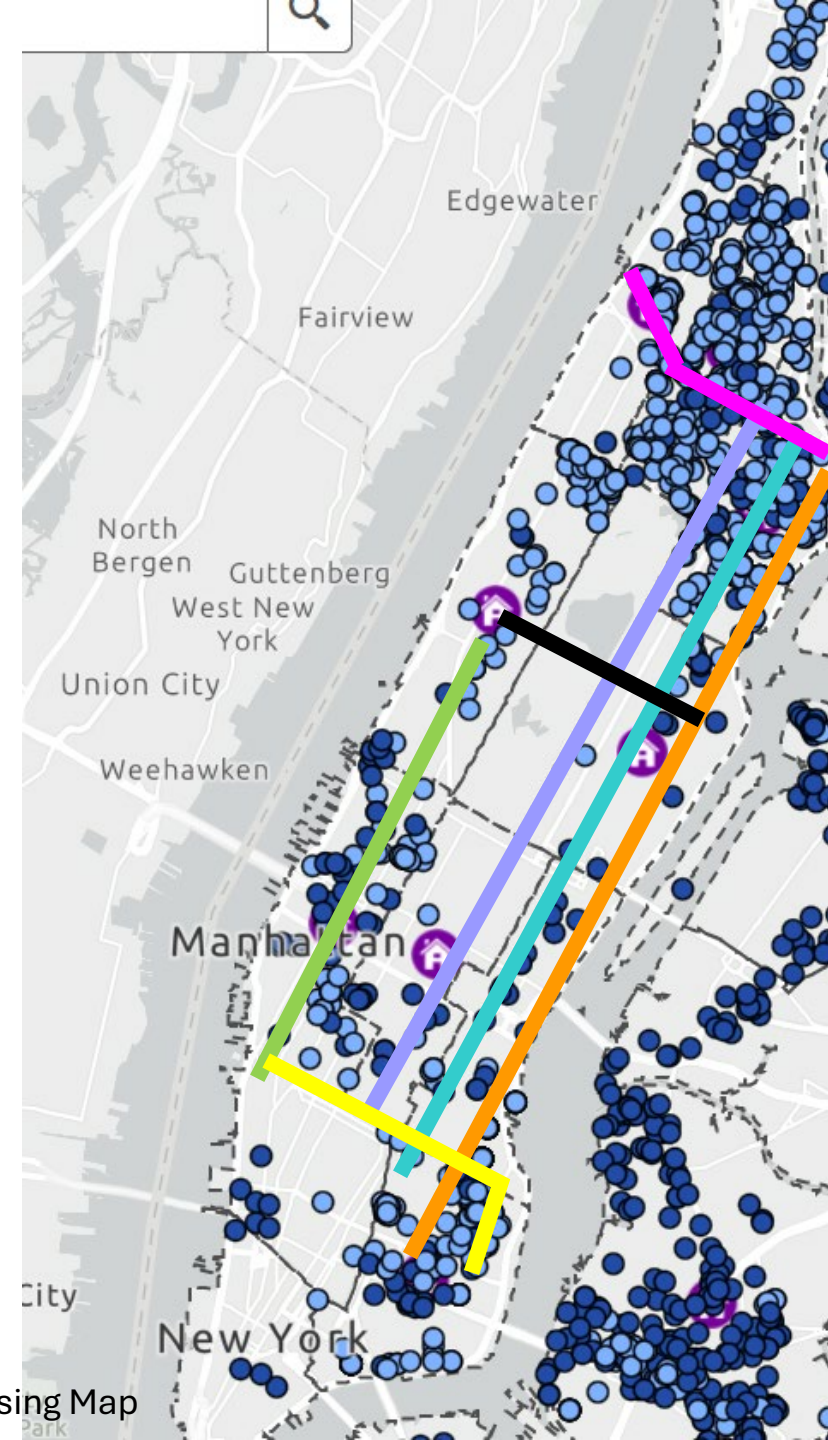 Edgewater
Fairview
North
Bergen
Guttenberg
West New
York
Union City
Weehawken
Manhattan
City
New York
sing Map
Park